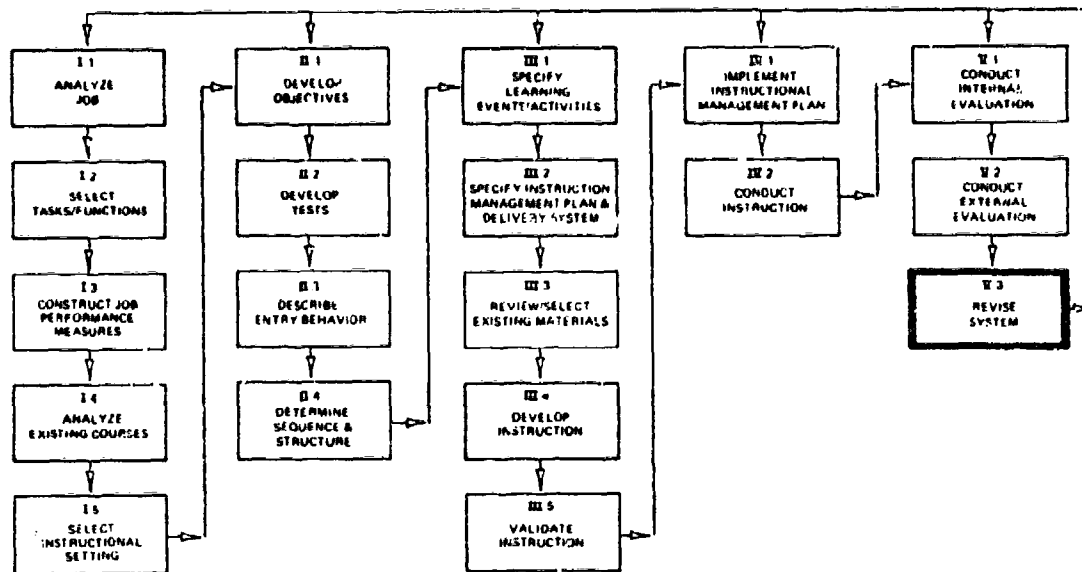 I 1
ANALYZE
JOB
I 2
SELECT
TASKS/FUNCTIONS
I 3
CONSTRUCT JOB
PERFORMANCE
MEASURES
I 4
ANALYZE
EXISTING COURSES
I 5
SELECT
INSTRUCTIONAL
SETTING
II 1
DEVELOP
OBJECTIVES
II 2
DEVELOP
TESTS
II 3
DESCRIBE
ENTRY BEHAVIOR
II 4
DETERMINE
SEQUENCE &
STRUCTURE
III 1
SPECIFY
LEARNING
EVENTS/ACTIVITIES
III 2
SPECIFY INSTRUCTION
MANAGEMENT PLAN &
DELIVERY SYSTEM
III 3
REVIEW/SELECT
EXISTING MATERIALS
III 4
DEVELOP
INSTRUCTION
III 5
VALIDATE
INSTRUCTION
IV 1
IMPLEMENT
INSTRUCTIONAL
MANAGEMENT PLAN
IV 2
CONDUCT
INSTRUCTION
V 1
CONDUCT
INTERNAL
EVALUATION
V 2
CONDUCT
EXTERNAL
EVALUATION
V 3
REVISE
SYSTEM